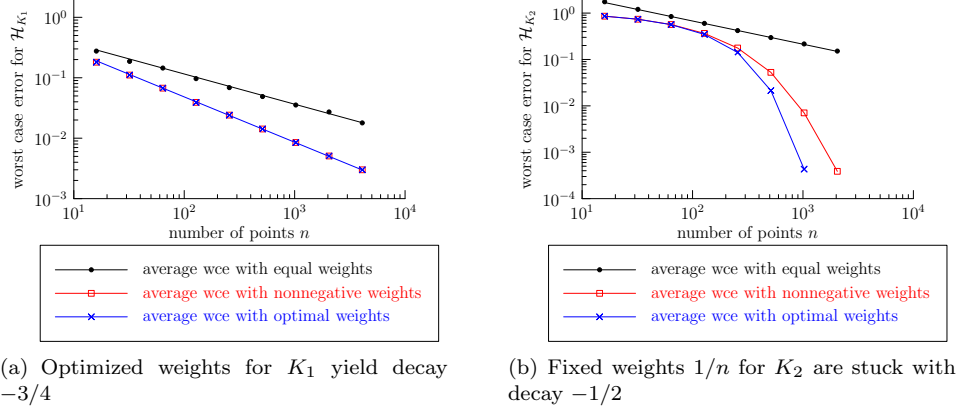 10^0
10^{-1}
10^{-2}
10^{-3}
10^1
10^2
10^3
10^4
worst case error for \mathcal{H}_{K_1}
number of points n
average wce with equal weights
average wce with nonnegative weights
average wce with optimal weights
(a) Optimized weights for K_1 yield decay
−3/4
10^0
10^{-1}
10^{-2}
10^{-3}
10^{-4}
10^1
10^2
10^3
10^4
worst case error for \mathcal{H}_{K_2}
number of points n
average wce with equal weights
average wce with nonnegative weights
average wce with optimal weights
(b) Fixed weights 1/n for K_2 are stuck with
decay −1/2